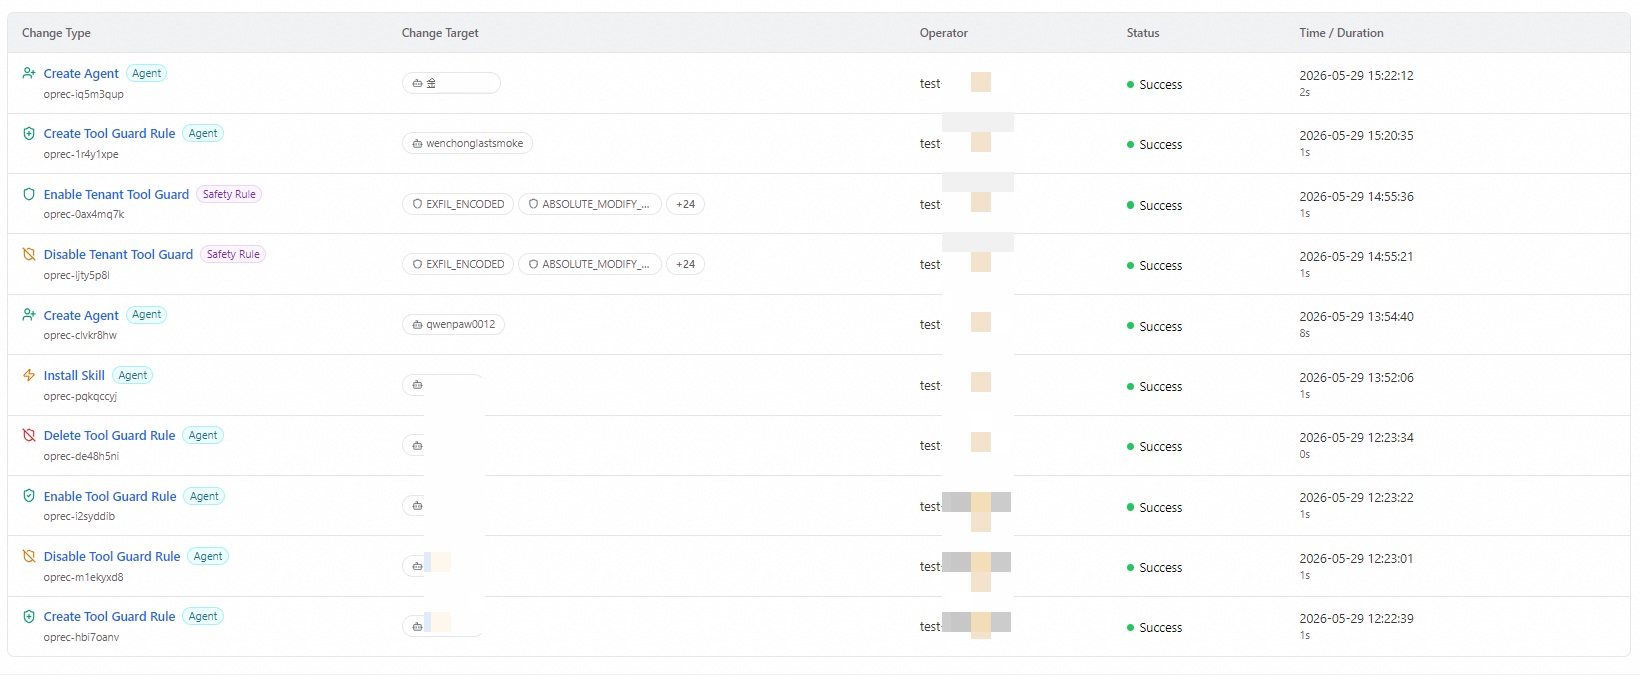 Change Type Change Target Operator Status Time / Duration
Create Agent Agent test- Success 2026-05-29 15:22:12
oprec-iq5m3qup 2s
Create Tool Guard Rule Agent wenchonglastsmoke test- Success 2026-05-29 15:20:35
oprec-1r4y1xpe 1s
Enable Tenant Tool Guard Safety Rule EXFIL_ENCODED ABSOLUTE_MODIFY_... +24 test- Success 2026-05-29 14:55:36
oprec-0ax4mq7k 1s
Disable Tenant Tool Guard Safety Rule EXFIL_ENCODED ABSOLUTE_MODIFY_... +24 test- Success 2026-05-29 14:55:21
oprec-ljty5p8l 1s
Create Agent Agent qwenpaw0012 test- Success 2026-05-29 13:54:40
oprec-clvkr8hw 8s
Install Skill Agent test- Success 2026-05-29 13:52:06
oprec-pqkqccyj 1s
Delete Tool Guard Rule Agent test- Success 2026-05-29 12:23:34
oprec-de48h5ni 0s
Enable Tool Guard Rule Agent test- Success 2026-05-29 12:23:22
oprec-i2syddib 1s
Disable Tool Guard Rule Agent test- Success 2026-05-29 12:23:01
oprec-m1ekyxd8 1s
Create Tool Guard Rule Agent test- Success 2026-05-29 12:22:39
oprec-hbi7oanv 1s